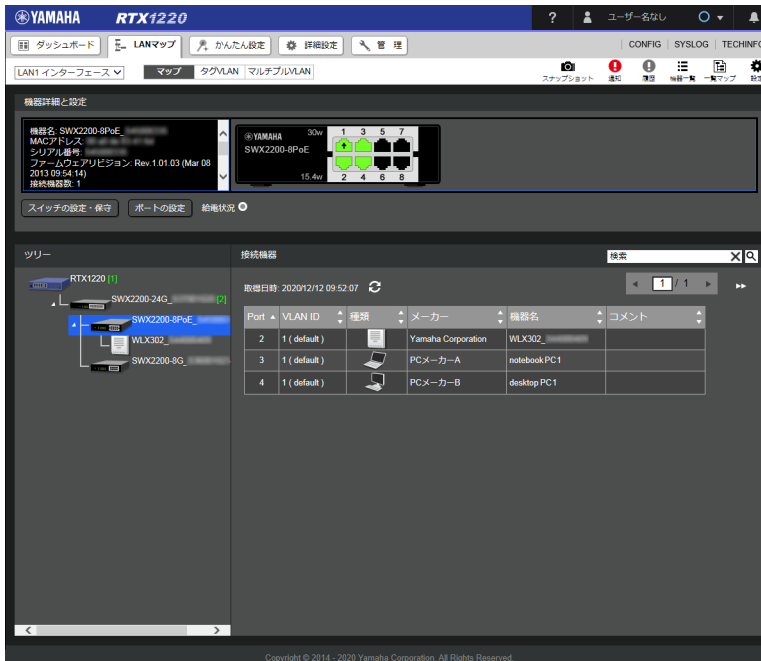 YAMAHA RTX1220 ? ユーザー名なし
ダッシュボード LANマップ かんたん設定 詳細設定 管理 CONFIG SYSLOG TECHINFO
LAN1 インターフェース マップ タグVLAN マルチプルVLAN スナップショット 通知 履歴 機器一覧 一覧マップ 設定
機器詳細と設定
機器名: SWX2200-8PoE_
MACアドレス:
シリアル番号:
ファームウェアリビジョン: Rev.1.01.03 (Mar 08
2013 09:54:14)
接続機器数: 1
YAMAHA 30w 1 3 5 7
SWX2200-8PoE
15.4w 2 4 6 8
スイッチの設定・保守 ポートの設定 給電状況
ツリー
RTX1220 [1]
SWX2200-24G_ [2]
SWX2200-8PoE_
WLX302_
SWX2200-8G_
接続機器 検索
取得日時: 2020/12/12 09:52:07 1 / 1
Port VLAN ID 種類 メーカー 機器名 コメント
2 1 ( default ) Yamaha Corporation WLX302_
3 1 ( default ) PCメーカーA notebook PC1
4 1 ( default ) PCメーカーB desktop PC1
Copyright © 2014 - 2020 Yamaha Corporation. All Rights Reserved.